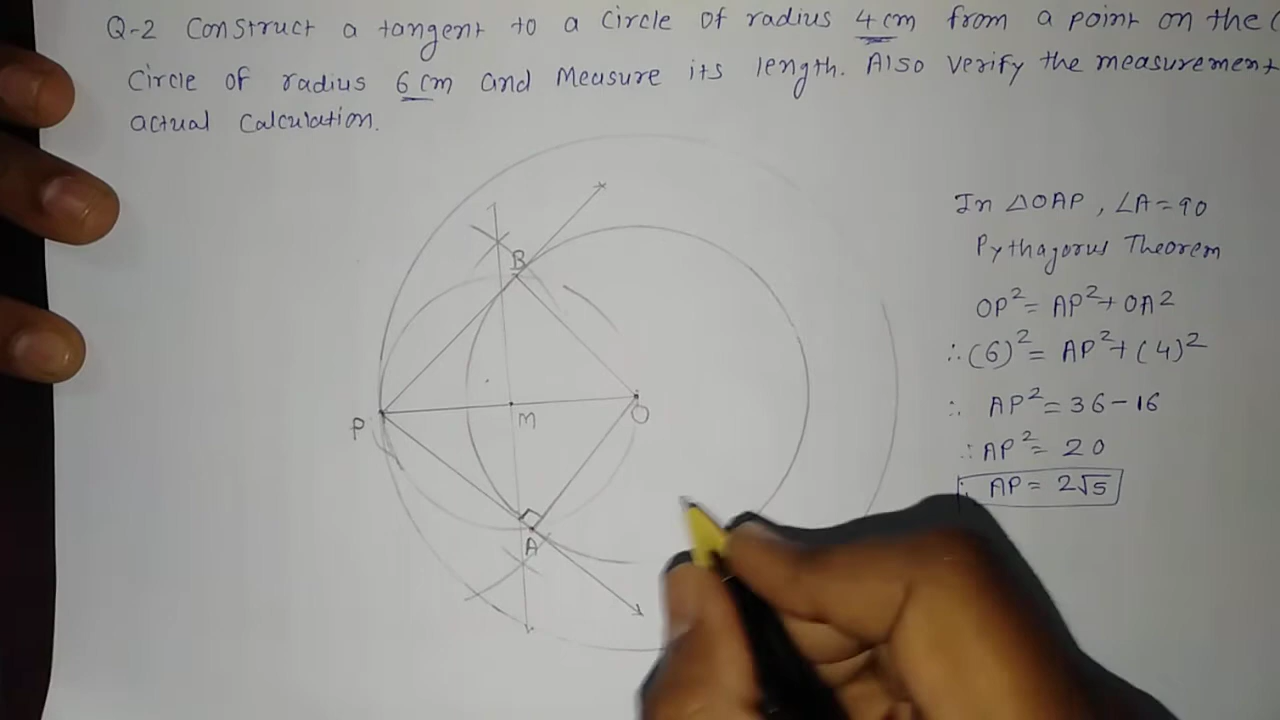 Q-2 Construct a tangent to a circle of radius 4 cm from a point on the
circle of radius 6 cm and Measure its length. Also verify the measurement
actual calculation.
In △OAP, ∠A=90
Pythagorus Theorem
OP²= AP²+OA²
∴(6)²= AP²+(4)²
∴ AP²=36-16
∴AP²= 20
∴ AP= 2√5
B
P
M
O
A